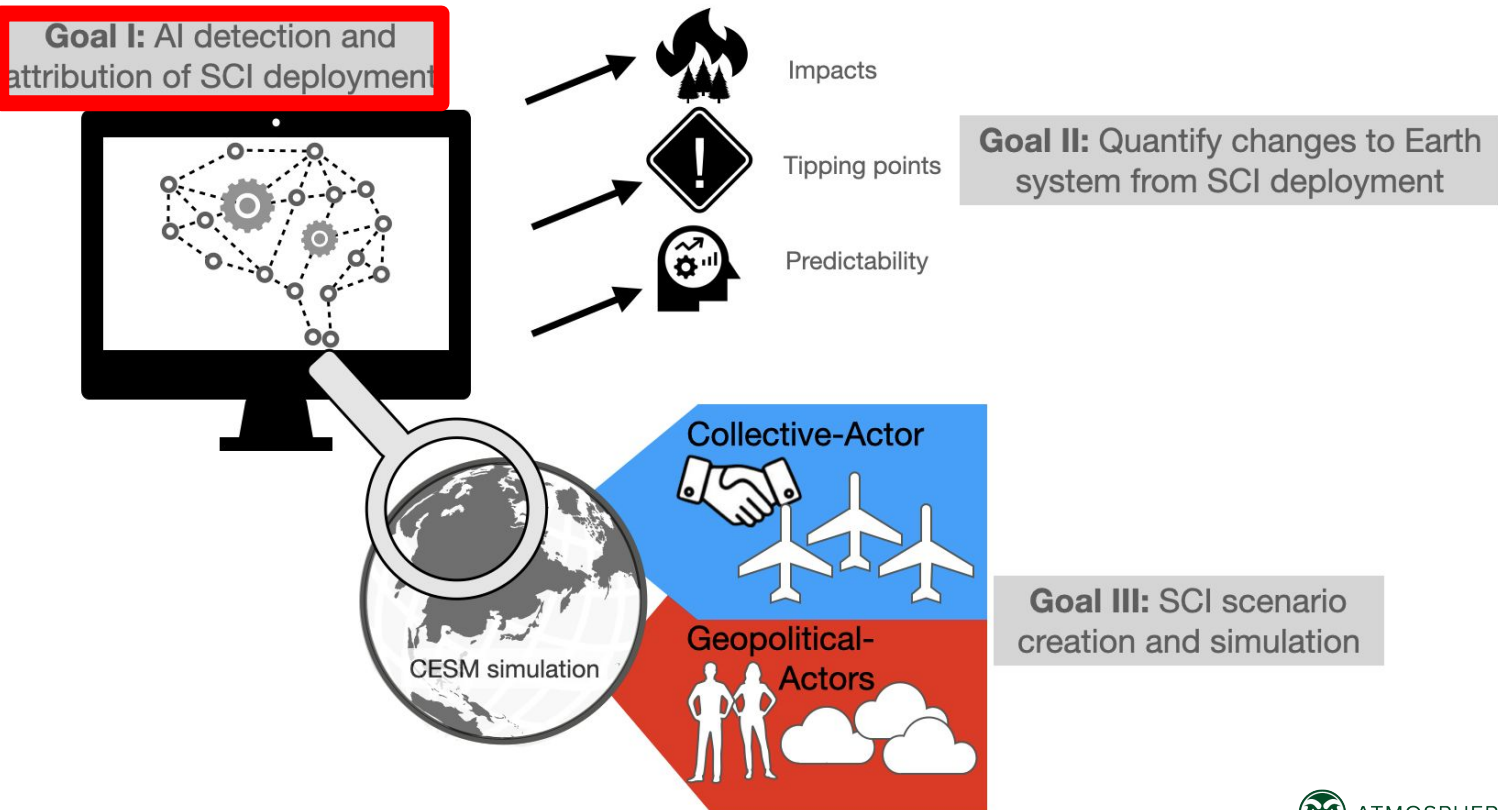 Goal I: AI detection and
attribution of SCI deployment
Impacts
Tipping points
Predictability
Goal II: Quantify changes to Earth
system from SCI deployment
Collective-Actor
Geopolitical-
Actors
CESM simulation
Goal III: SCI scenario
creation and simulation